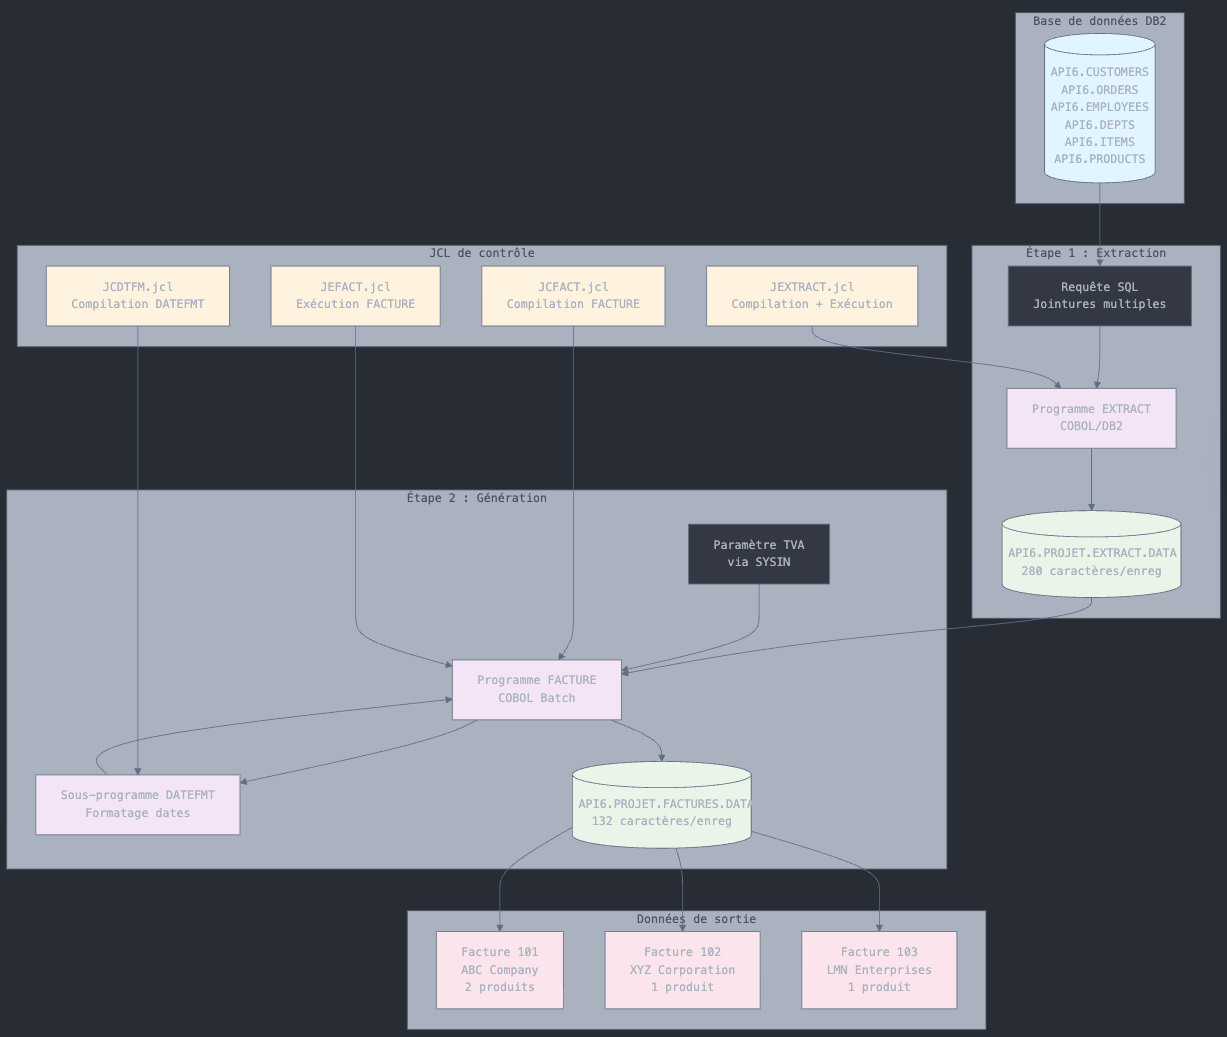 Base de données DB2
API6.CUSTOMERS
API6.ORDERS
API6.EMPLOYEES
API6.DEPTS
API6.ITEMS
API6.PRODUCTS
JCL de contrôle
JCDTFM.jcl
Compilation DATEFMT
JEFACT.jcl
Exécution FACTURE
JCFACT.jcl
Compilation FACTURE
JEXTRACT.jcl
Compilation + Exécution
Étape 1 : Extraction
Requête SQL
Jointures multiples
Programme EXTRACT
COBOL/DB2
API6.PROJET.EXTRACT.DATA
280 caractères/enreg
Étape 2 : Génération
Paramètre TVA
via SYSIN
Programme FACTURE
COBOL Batch
Sous-programme DATEFMT
Formatage dates
API6.PROJET.FACTURES.DATA
132 caractères/enreg
Données de sortie
Facture 101
ABC Company
2 produits
Facture 102
XYZ Corporation
1 produit
Facture 103
LMN Enterprises
1 produit